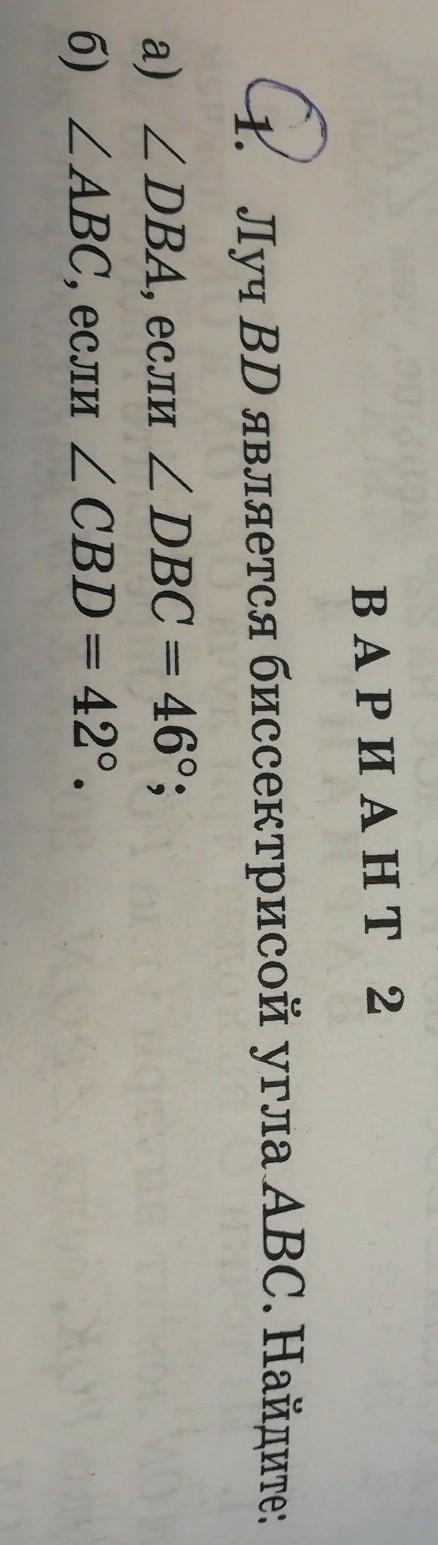 ВАРИАНТ 2
1. Луч BD является биссектрисой угла ABC. Найдите:
а) ∠DBA, если ∠DBC = 46°;
б) ∠ABC, если ∠CBD = 42°.